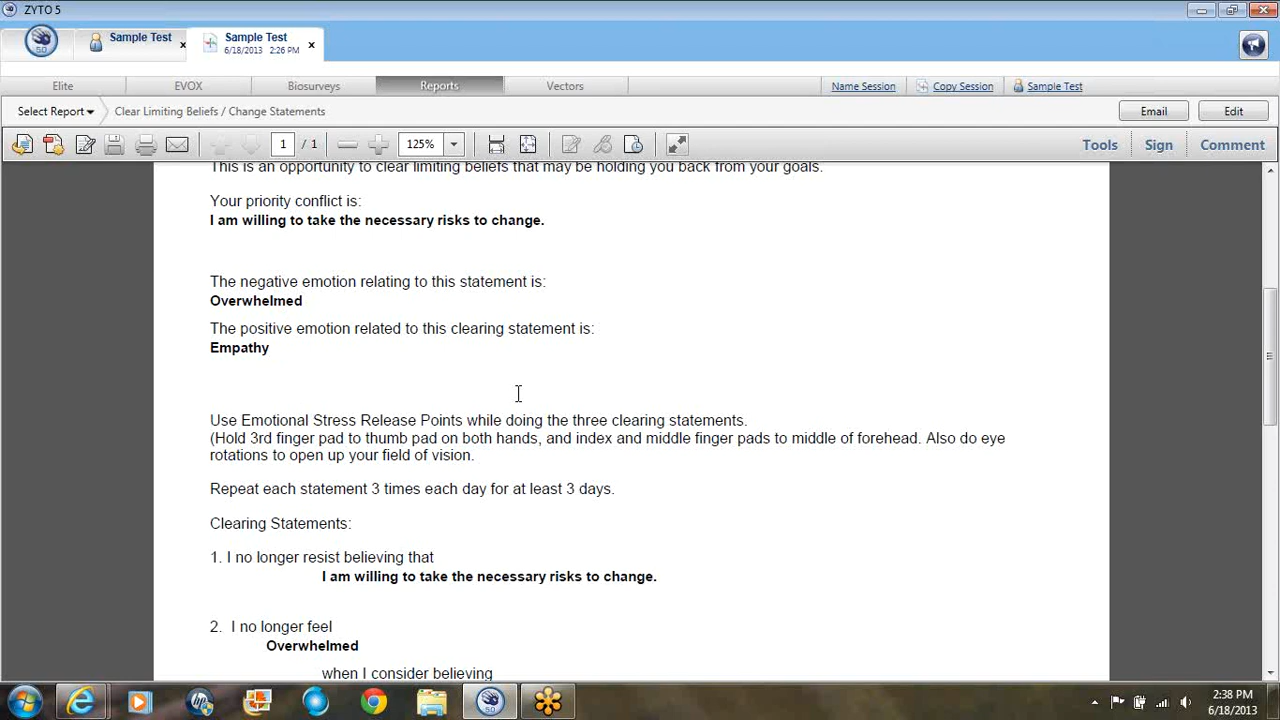 ZYTO 5
Sample Test x
Sample Test
6/18/2013 2:26 PM x
Elite EVOX Biosurveys Reports Vectors Name Session Copy Session Sample Test
Select Report Clear Limiting Beliefs / Change Statements Email Edit
1 / 1 125% Tools Sign Comment
This is an opportunity to clear limiting beliefs that may be holding you back from your goals.
Your priority conflict is:
I am willing to take the necessary risks to change.
The negative emotion relating to this statement is:
Overwhelmed
The positive emotion related to this clearing statement is:
Empathy
Use Emotional Stress Release Points while doing the three clearing statements.
(Hold 3rd finger pad to thumb pad on both hands, and index and middle finger pads to middle of forehead. Also do eye
rotations to open up your field of vision.
Repeat each statement 3 times each day for at least 3 days.
Clearing Statements:
1. I no longer resist believing that
I am willing to take the necessary risks to change.
2. I no longer feel
Overwhelmed
when I consider believing
2:38 PM
6/18/2013